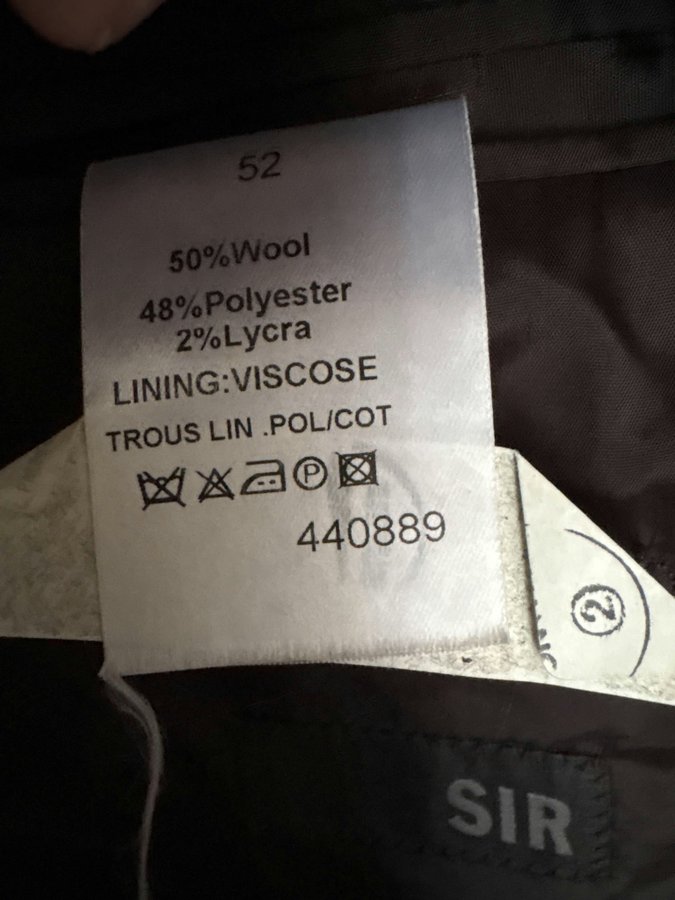 52
50%Wool
48%Polyester
2%Lycra
LINING:VISCOSE
TROUS LIN .POL/COT
P
440889
2
SIR